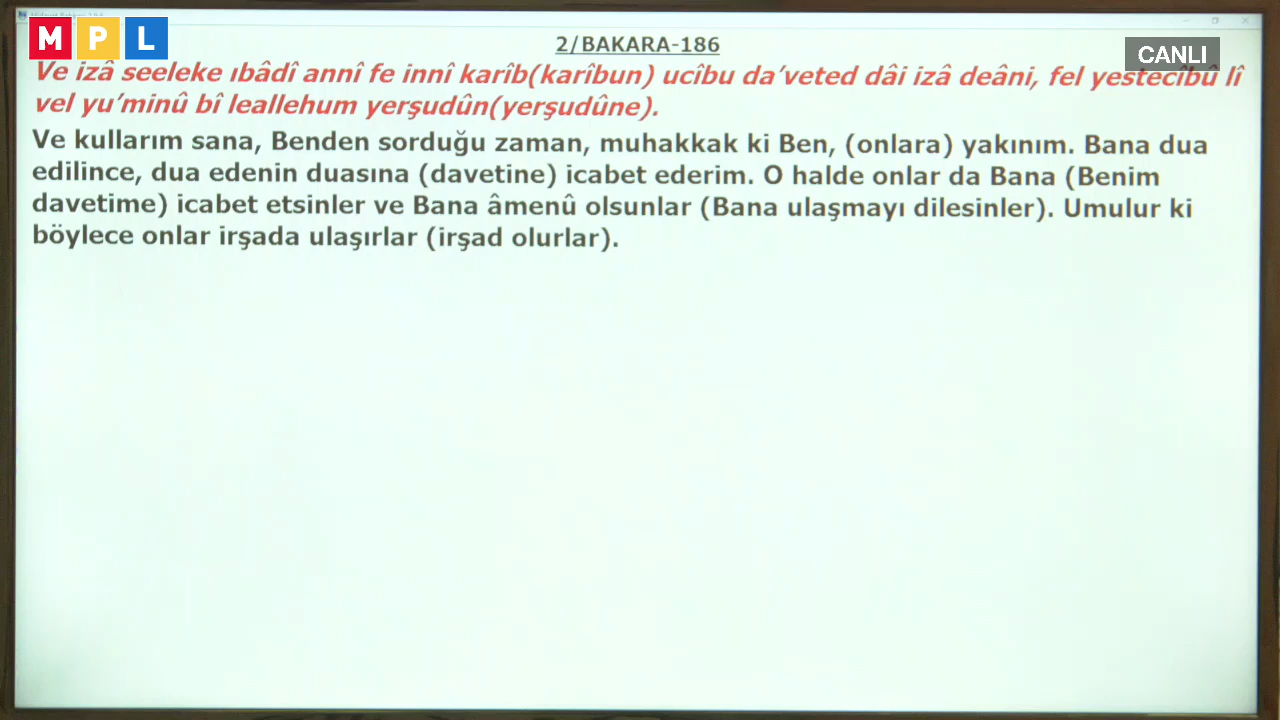 MPL
CANLI
2/BAKARA-186
Ve izâ seeleke ıbâdî annî fe innî karîb(karîbun) ucîbu da’veted dâi izâ deâni, fel yestecîbû lî
vel yu’minû bî leallehum yerşudûn(yerşudûne).
Ve kullarım sana, Benden sorduğu zaman, muhakkak ki Ben, (onlara) yakınım. Bana dua
edilince, dua edenin duasına (davetine) icabet ederim. O halde onlar da Bana (Benim
davetime) icabet etsinler ve Bana âmenû olsunlar (Bana ulaşmayı dilesinler). Umulur ki
böylece onlar irşada ulaşırlar (irşad olurlar).